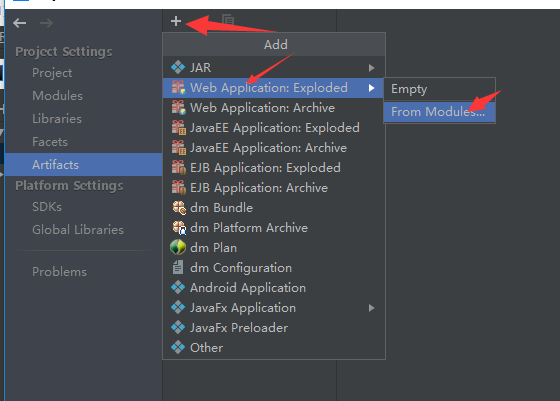 Project Settings
Project
Modules
Libraries
Facets
Artifacts
Platform Settings
SDKs
Global Libraries
Problems
Add
JAR
Web Application: Exploded
Web Application: Archive
JavaEE Application: Exploded
JavaEE Application: Archive
EJB Application: Exploded
EJB Application: Archive
dm Bundle
dm Platform Archive
dm Plan
dm Configuration
Android Application
JavaFx Application
JavaFx Preloader
Other
Empty
From Modules...